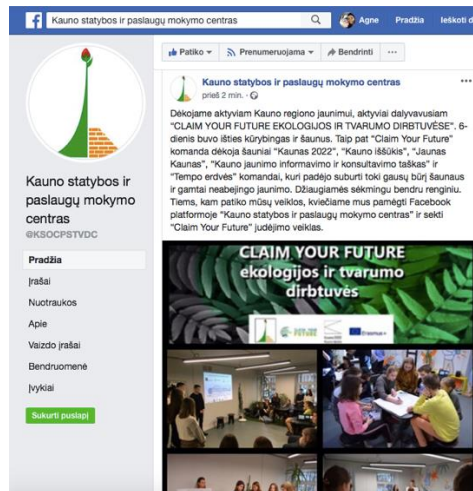 Kauno statybos ir paslaugų mokymo centras
Agne Pradžia Ieškoti d
Patiko Prenumeruojama Bendrinti ...
Kauno statybos ir paslaugų mokymo centras
prieš 2 min.
Dėkojame aktyviam Kauno regiono jaunimui, aktyviai dalyvavusiam
"CLAIM YOUR FUTURE EKOLOGIJOS IR TVARUMO DIRBTUVĖSE". 6-
dienis buvo išties kūrybingas ir šaunus. Taip pat "Claim Your Future"
komanda dėkoja šauniai "Kaunas 2022", "Kauno iššūkis", "Jaunas
Kaunas", "Kauno jaunimo informavimo ir konsultavimo taškas" ir
"Tempo erdvės" komandai, kuri padėjo suburti tokį gausų būrį šaunaus
ir gamtai neabejingo jaunimo. Džiaugiamės sėkmingu bendru renginiu.
Tiems, kam patiko mūsų veiklos, kviečiame mus pamėgti Facebook
platformoje "Kauno statybos ir paslaugų mokymo centras" ir sekti
"Claim Your Future" judėjimo veiklas.
CLAIM YOUR FUTURE
ekologijos ir tvarumo
dirbtuvės
Erasmus+
Kauno statybos ir
paslaugų mokymo
centras
@KSOCPSTVDC
Pradžia
Įrašai
Nuotraukos
Apie
Vaizdo įrašai
Bendruomenė
Įvykiai
Sukurti puslapį